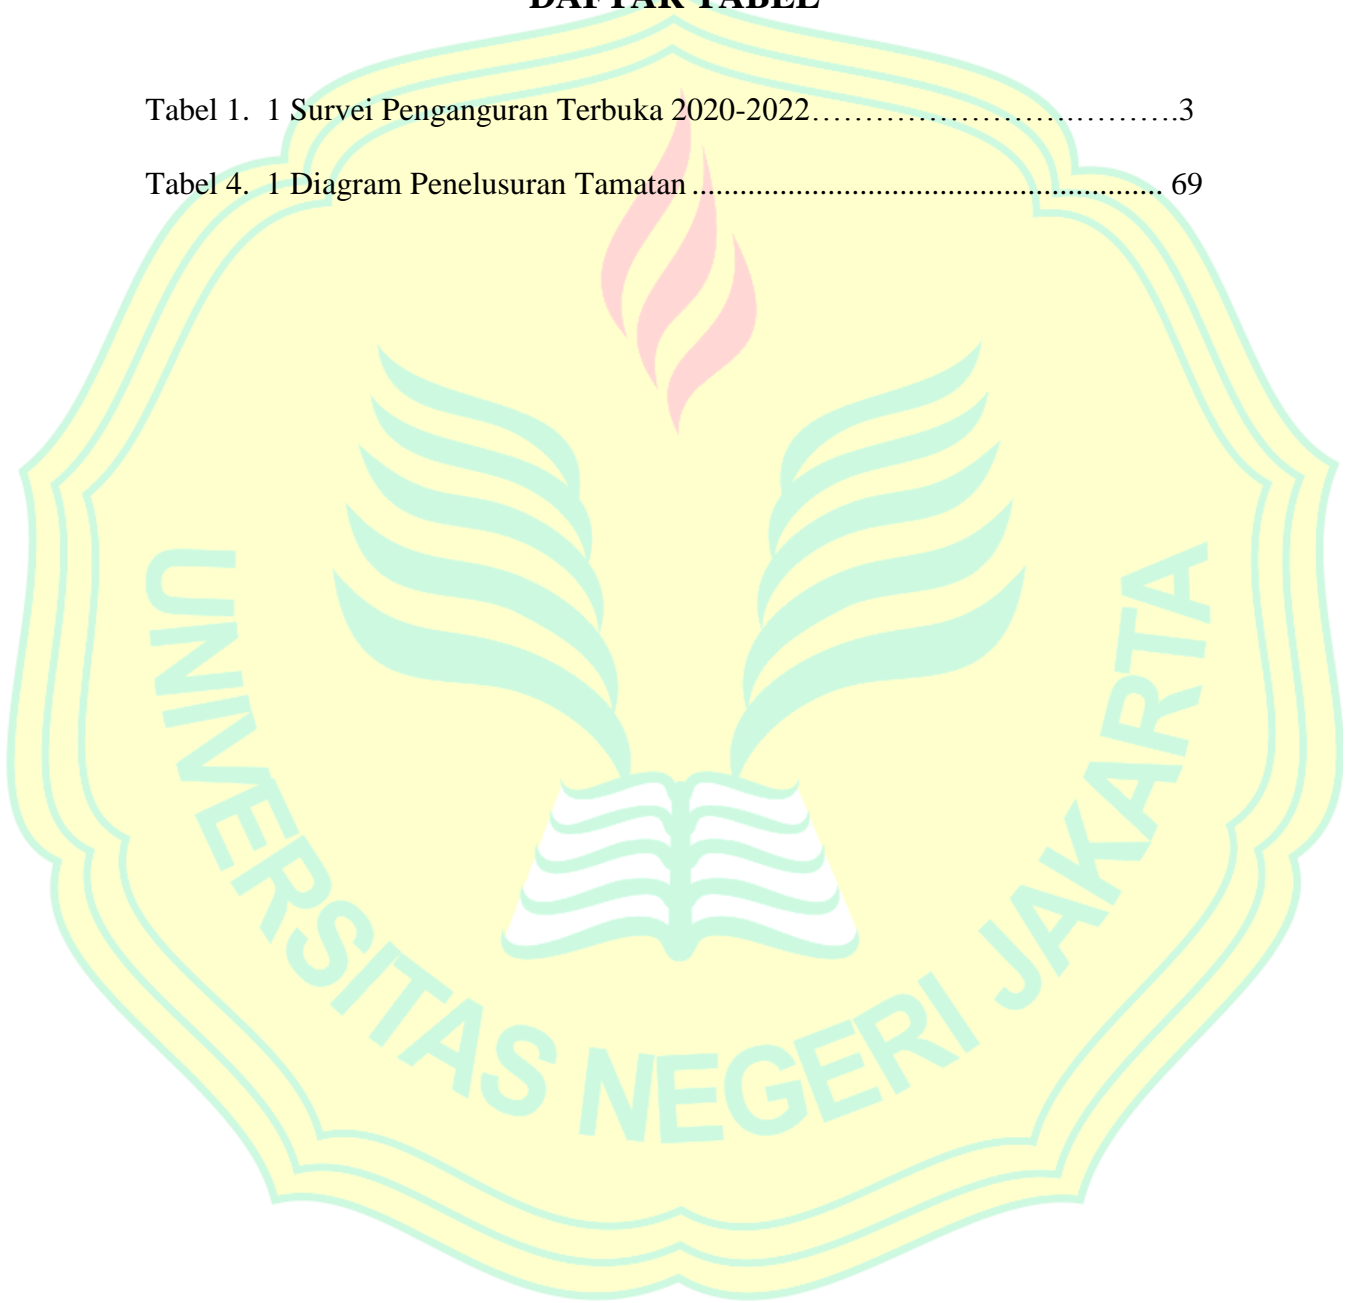 DAFTAR TABEL
Tabel 1. 1 Survei Penganguran Terbuka 2020-2022……………………………….3
Tabel 4. 1 Diagram Penelusuran Tamatan ........................................................... 69
UNIVERSITAS NEGERI JAKARTA